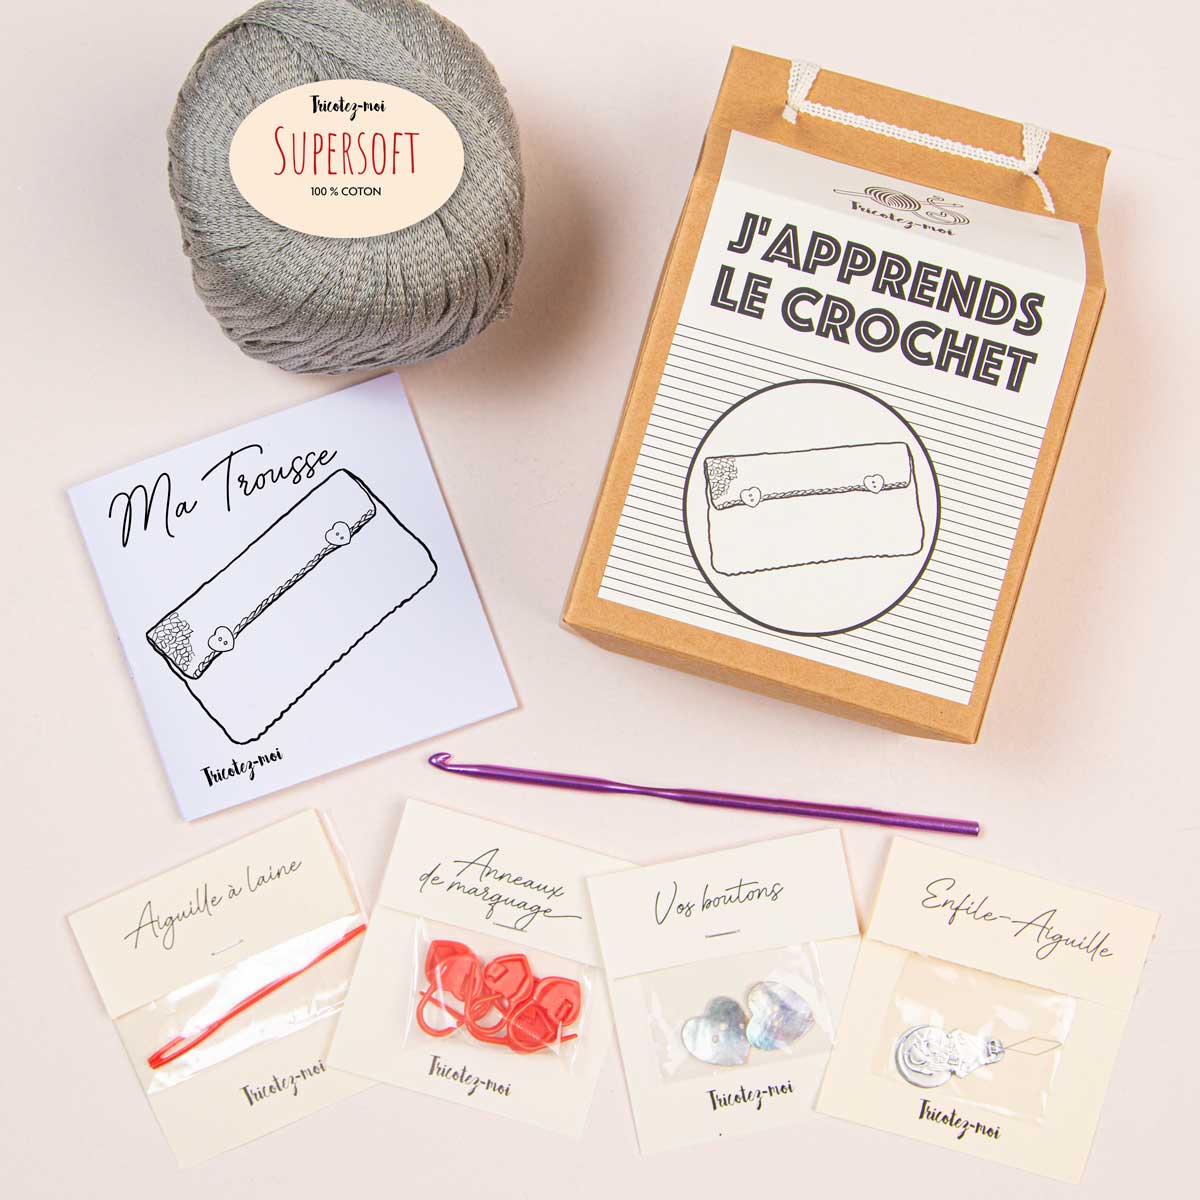 Tricotez-moi
SUPERSOFT
100 % COTON
Tricotez-moi
J'APPRENDS
LE CROCHET
Ma Trousse
Tricotez-moi
Aiguille à laine
Tricotez-moi
Anneaux
de marquage
Tricotez-moi
Vos boutons
Tricotez-moi
Enfile-Aiguille
Tricotez-moi